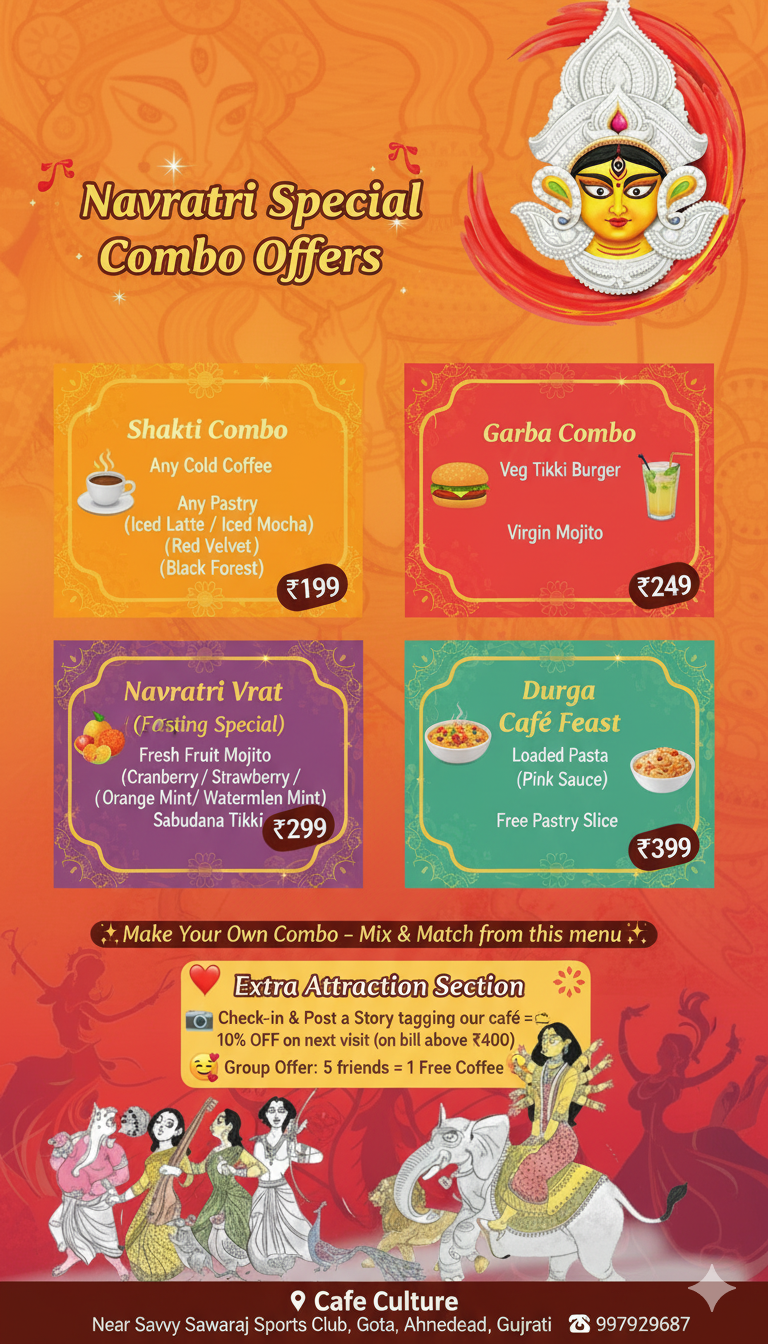 Navratri Special
Combo Offers
Shakti Combo
Any Cold Coffee
Any Pastry
(Iced Latte / Iced Mocha)
(Red Velvet)
(Black Forest)
₹199
Garba Combo
Veg Tikki Burger
Virgin Mojito
₹249
Navratri Vrat
(Fasting Special)
Fresh Fruit Mojito
(Cranberry / Strawberry /
(Orange Mint/ Watermlen Mint)
Sabudana Tikki
₹299
Durga
Café Feast
Loaded Pasta
(Pink Sauce)
Free Pastry Slice
₹399
Make Your Own Combo – Mix & Match from this menu
Extra Attraction Section
Check-in & Post a Story tagging our café =
10% OFF on next visit (on bill above ₹400)
Group Offer: 5 friends = 1 Free Coffee
Cafe Culture
Near Savvy Sawaraj Sports Club, Gota, Ahnedead, Gujrati 997929687